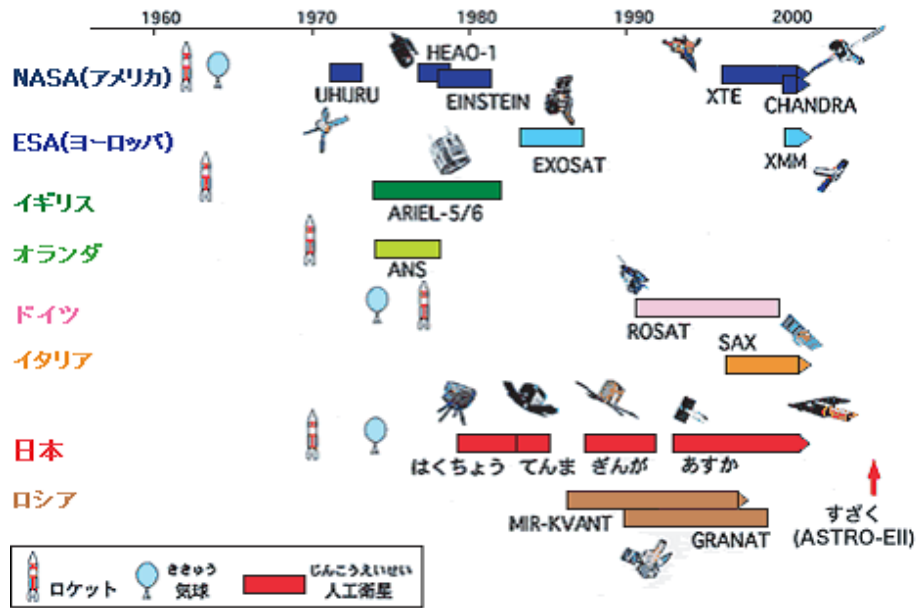 1960 1970 1980 1990 2000
NASA(アメリカ)
HEAO-1
UHURU
EINSTEIN
XTE
CHANDRA
ESA(ヨーロッパ)
EXOSAT
XMM
イギリス
ARIEL-5/6
オランダ
ANS
ドイツ
ROSAT
イタリア
SAX
日本
はくちょう てんま ぎんが あすか
ロシア
MIR-KVANT
GRANAT
すざく
(ASTRO-EII)
ロケット
ききゅう
気球
じんこうえいせい
人工衛星